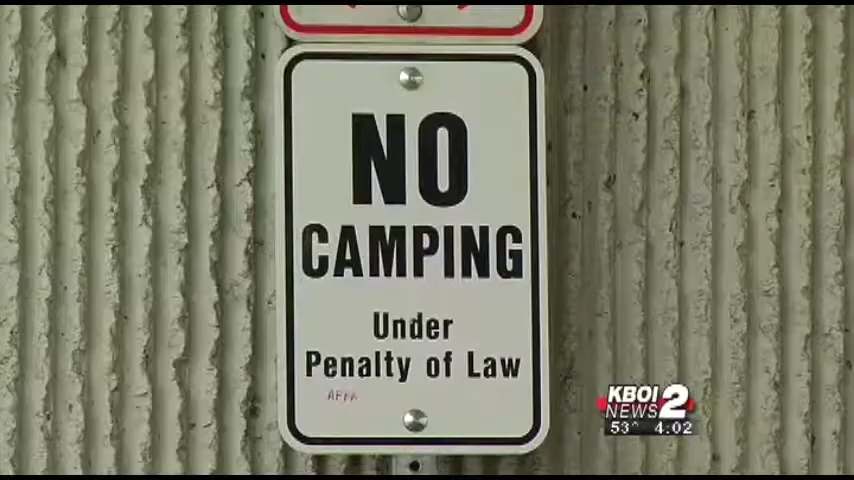 NO
CAMPING
Under
Penalty of Law
KBOI 2
NEWS
53° 4:02